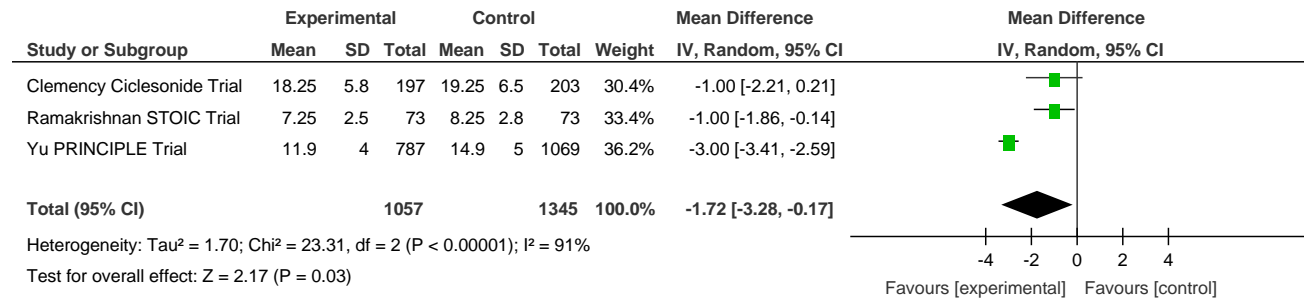 Experimental Control Mean Difference Mean Difference
Study or Subgroup Mean SD Total Mean SD Total Weight IV, Random, 95% CI IV, Random, 95% CI
Clemency Ciclesonide Trial 18.25 5.8 197 19.25 6.5 203 30.4% -1.00 [-2.21, 0.21]
Ramakrishnan STOIC Trial 7.25 2.5 73 8.25 2.8 73 33.4% -1.00 [-1.86, -0.14]
Yu PRINCIPLE Trial 11.9 4 787 14.9 5 1069 36.2% -3.00 [-3.41, -2.59]
Total (95% CI) 1057 1345 100.0% -1.72 [-3.28, -0.17]
Heterogeneity: Tau² = 1.70; Chi² = 23.31, df = 2 (P < 0.00001); I² = 91%
Test for overall effect: Z = 2.17 (P = 0.03)
-4 -2 0 2 4
Favours [experimental] Favours [control]